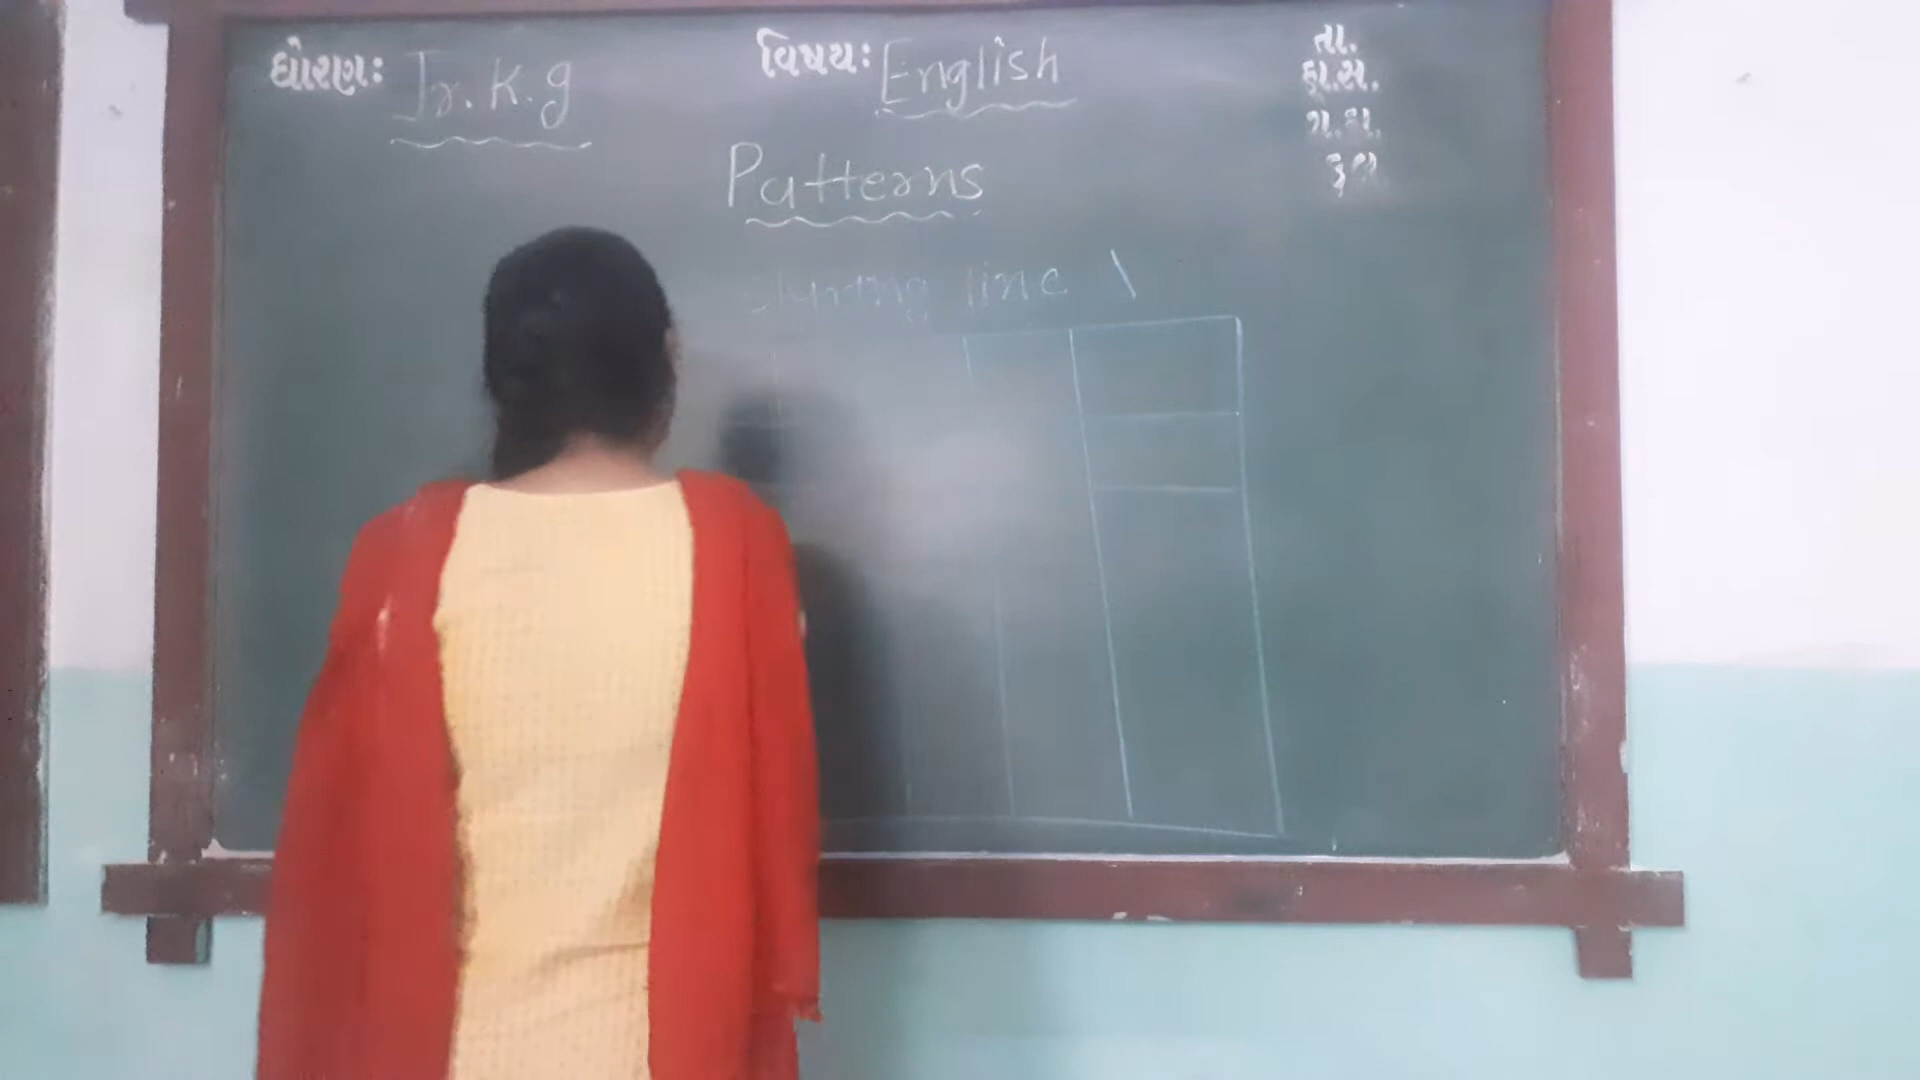 ધોરણઃ Jr. K. g વિષયઃ English તા.
Patterns
line \